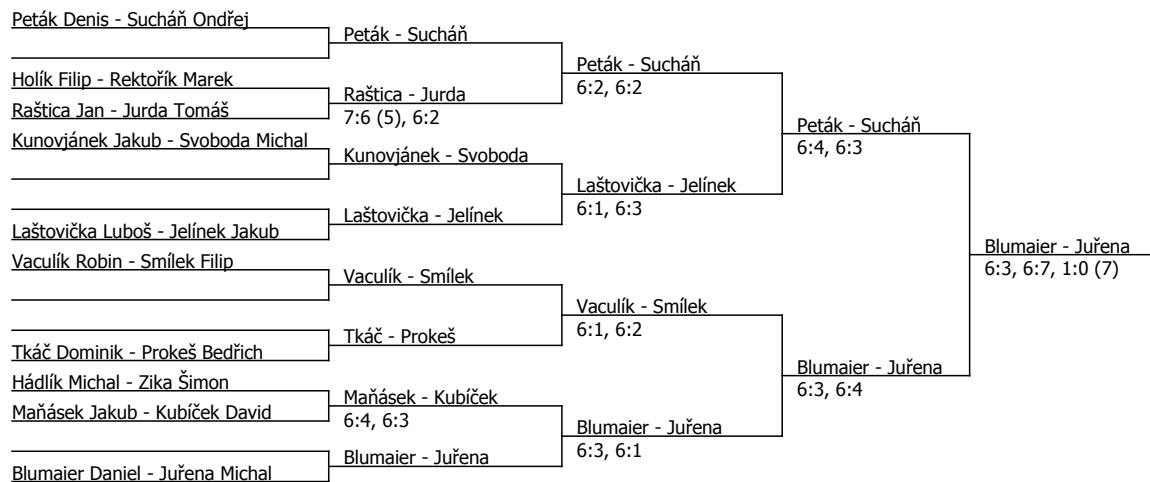 Peták Denis - Sucháň Ondřej
Holík Filip - Rektořík Marek
Raštica Jan - Jurda Tomáš
Kunovjánek Jakub - Svoboda Michal
Laštovička Luboš - Jelínek Jakub
Vaculík Robin - Smílek Filip
Tkáč Dominik - Prokeš Bedřich
Hádlík Michal - Zika Šimon
Maňásek Jakub - Kubíček David
Blumaier Daniel - Juřena Michal
Peták - Sucháň
Raštica - Jurda
7:6 (5), 6:2
Kunovjánek - Svoboda
Laštovička - Jelínek
Vaculík - Smílek
Tkáč - Prokeš
Maňásek - Kubíček
6:4, 6:3
Blumaier - Juřena
Peták - Sucháň
6:2, 6:2
Laštovička - Jelínek
6:1, 6:3
Vaculík - Smílek
6:1, 6:2
Blumaier - Juřena
6:3, 6:1
Peták - Sucháň
6:4, 6:3
Blumaier - Juřena
6:3, 6:4
Blumaier - Juřena
6:3, 6:7, 1:0 (7)